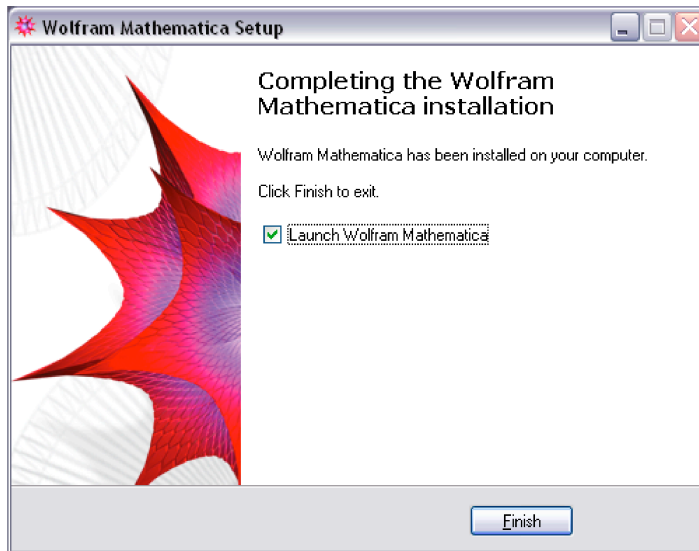 Wolfram Mathematica Setup
Completing the Wolfram
Mathematica installation
Wolfram Mathematica has been installed on your computer.
Click Finish to exit.
Launch Wolfram Mathematica
Finish